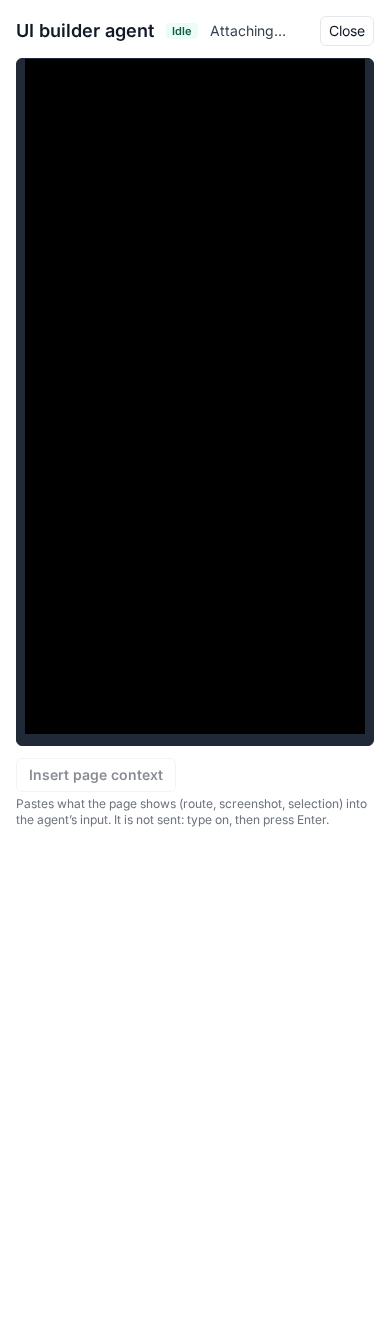 UI builder agent
Idle
Attaching…
Close
Insert page context
Pastes what the page shows (route, screenshot, selection) into
the agent’s input. It is not sent: type on, then press Enter.